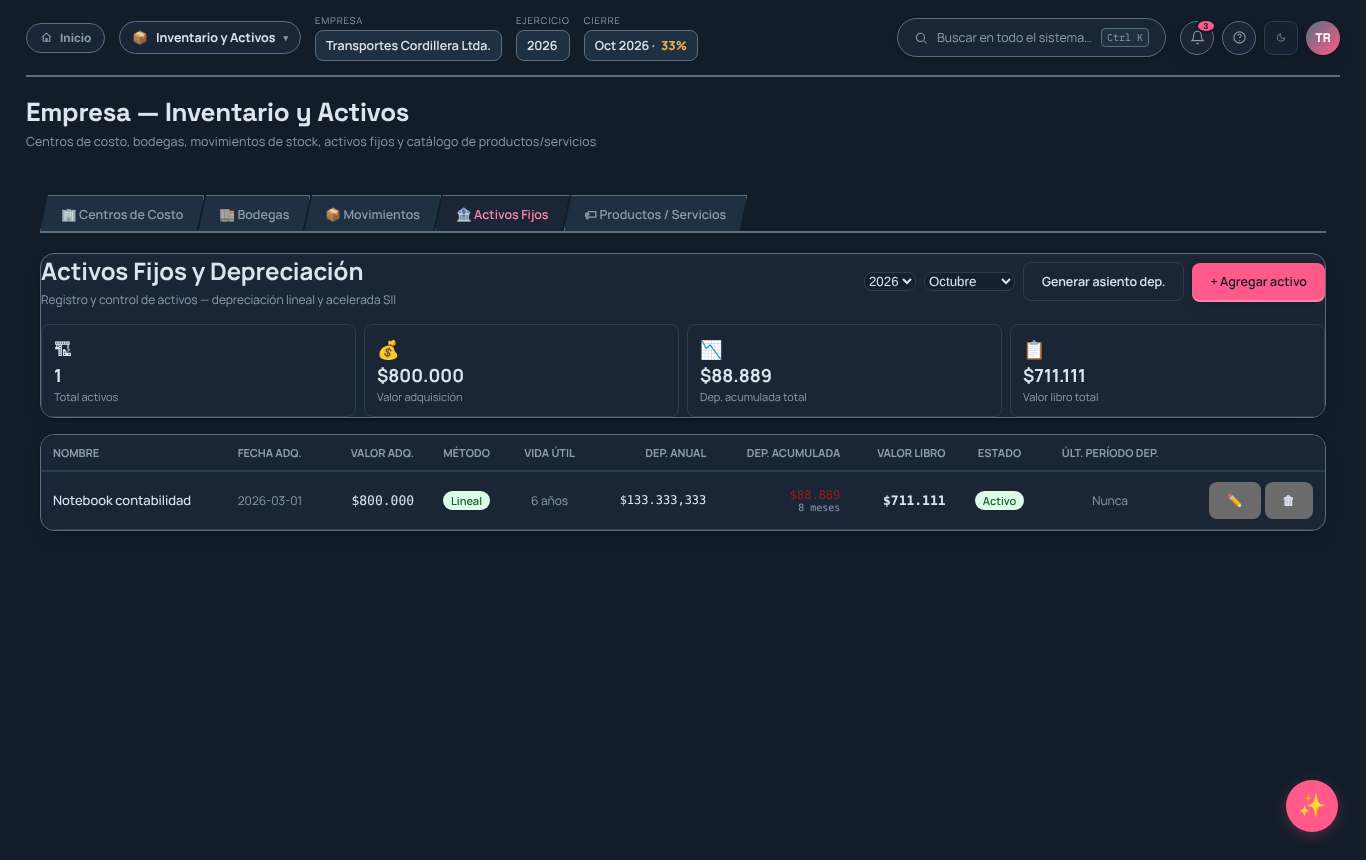 EMPRESA
EJERCICIO
CIERRE
Inicio
Inventario y Activos
Transportes Cordillera Ltda.
2026
Oct 2026 · 33%
Buscar en todo el sistema... Ctrl K
3
TR
Empresa — Inventario y Activos
Centros de costo, bodegas, movimientos de stock, activos fijos y catálogo de productos/servicios
Centros de Costo
Bodegas
Movimientos
Activos Fijos
Productos / Servicios
Activos Fijos y Depreciación
Registro y control de activos — depreciación lineal y acelerada SII
2026
Octubre
Generar asiento dep.
+ Agregar activo
1
Total activos
$800.000
Valor adquisición
$88.889
Dep. acumulada total
$711.111
Valor libro total
NOMBRE FECHA ADQ. VALOR ADQ. MÉTODO VIDA ÚTIL DEP. ANUAL DEP. ACUMULADA VALOR LIBRO ESTADO ÚLT. PERÍODO DEP.
Notebook contabilidad 2026-03-01 $800.000 Lineal 6 años $133.333,333 $88.889 $711.111 Activo Nunca
8 meses